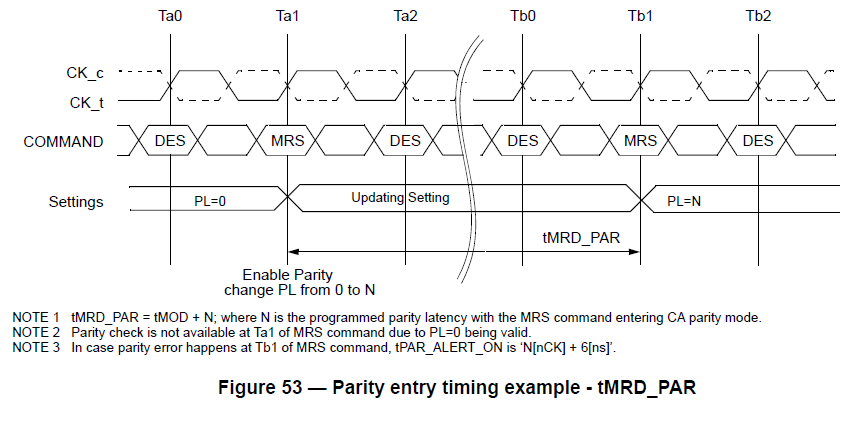 Ta0 Ta1 Ta2 Tb0 Tb1 Tb2
CK_c
CK_t
COMMAND DES MRS DES DES MRS DES
Settings PL=0 Updating Setting PL=N
tMRD_PAR
Enable Parity
change PL from 0 to N
NOTE 1 tMRD_PAR = tMOD + N; where N is the programmed parity latency with the MRS command entering CA parity mode.
NOTE 2 Parity check is not available at Ta1 of MRS command due to PL=0 being valid.
NOTE 3 In case parity error happens at Tb1 of MRS command, tPAR_ALERT_ON is ‘N[nCK] + 6[ns]’.
Figure 53 — Parity entry timing example - tMRD_PAR